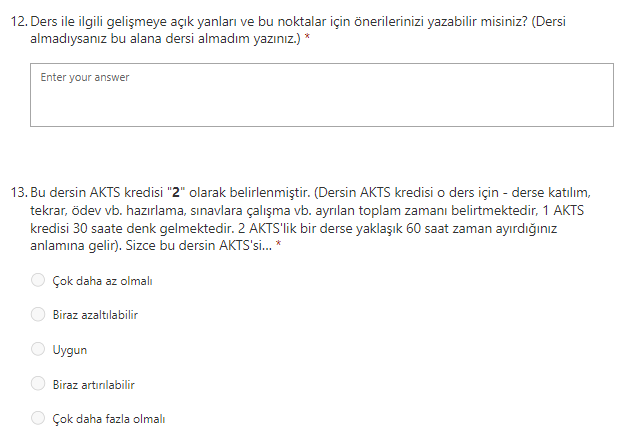 12. Ders ile ilgili gelişmeye açık yanları ve bu noktalar için önerilerinizi yazabilir misiniz? (Dersi
almadıysanız bu alana dersi almadım yazınız.) *
Enter your answer
13. Bu dersin AKTS kredisi "2" olarak belirlenmiştir. (Dersin AKTS kredisi o ders için - derse katılım,
tekrar, ödev vb. hazırlama, sınavlara çalışma vb. ayrılan toplam zamanı belirtmektedir, 1 AKTS
kredisi 30 saate denk gelmektedir. 2 AKTS'lik bir derse yaklaşık 60 saat zaman ayırdığınız
anlamına gelir). Sizce bu dersin AKTS'si... *
Çok daha az olmalı
Biraz azaltılabilir
Uygun
Biraz artırılabilir
Çok daha fazla olmalı